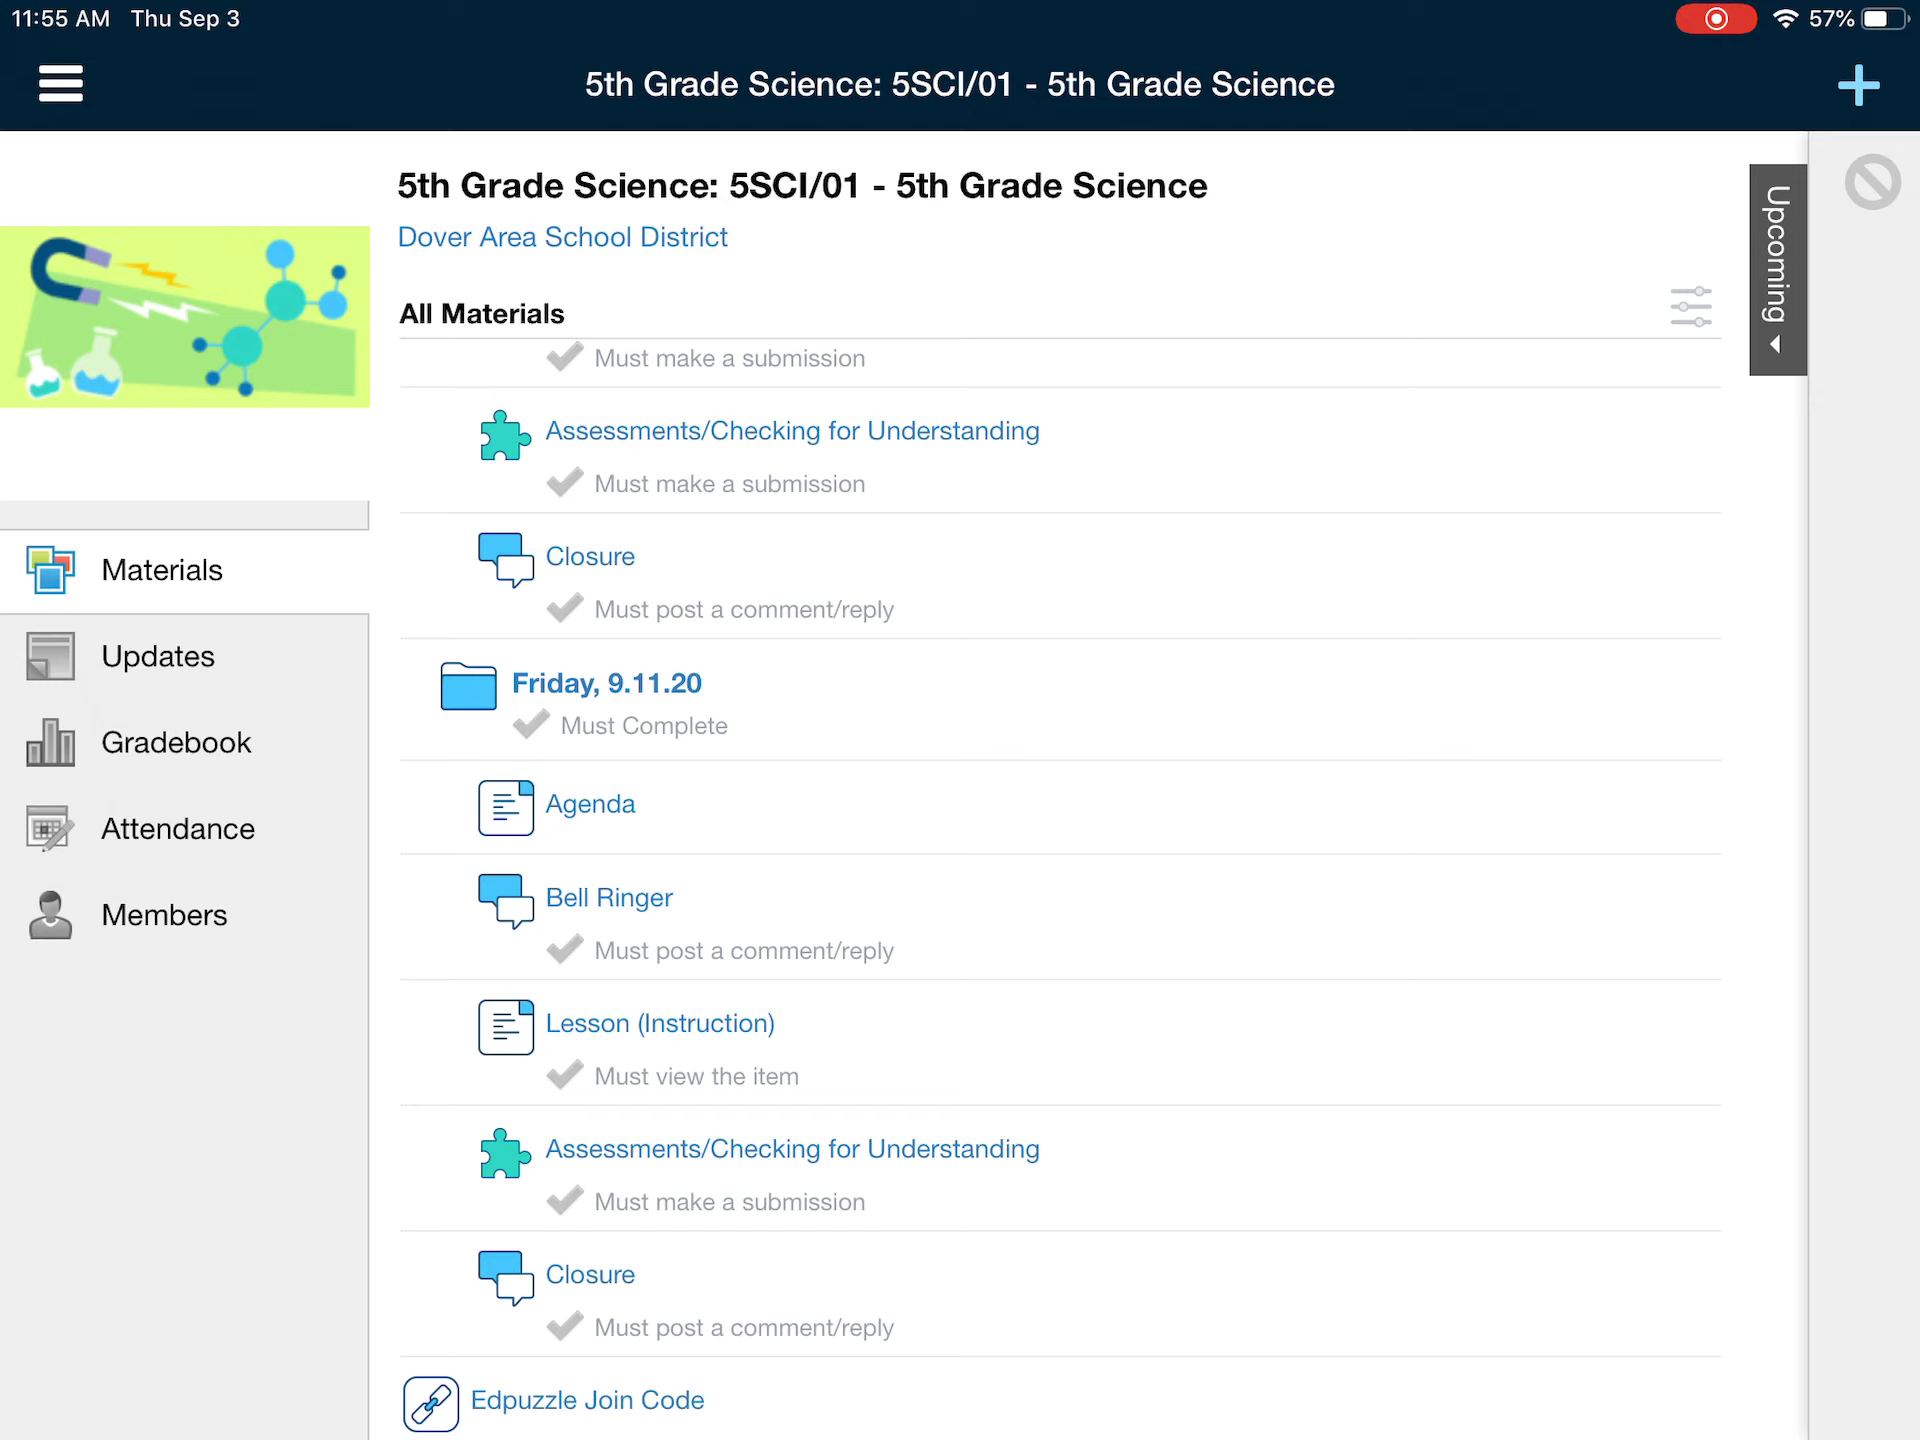 11:55 AM Thu Sep 3
57%
5th Grade Science: 5SCI/01 - 5th Grade Science
5th Grade Science: 5SCI/01 - 5th Grade Science
Dover Area School District
Upcoming
All Materials
Must make a submission
Assessments/Checking for Understanding
Must make a submission
Closure
Must post a comment/reply
Friday, 9.11.20
Must Complete
Agenda
Bell Ringer
Must post a comment/reply
Lesson (Instruction)
Must view the item
Assessments/Checking for Understanding
Must make a submission
Closure
Must post a comment/reply
Edpuzzle Join Code
Materials
Updates
Gradebook
Attendance
Members